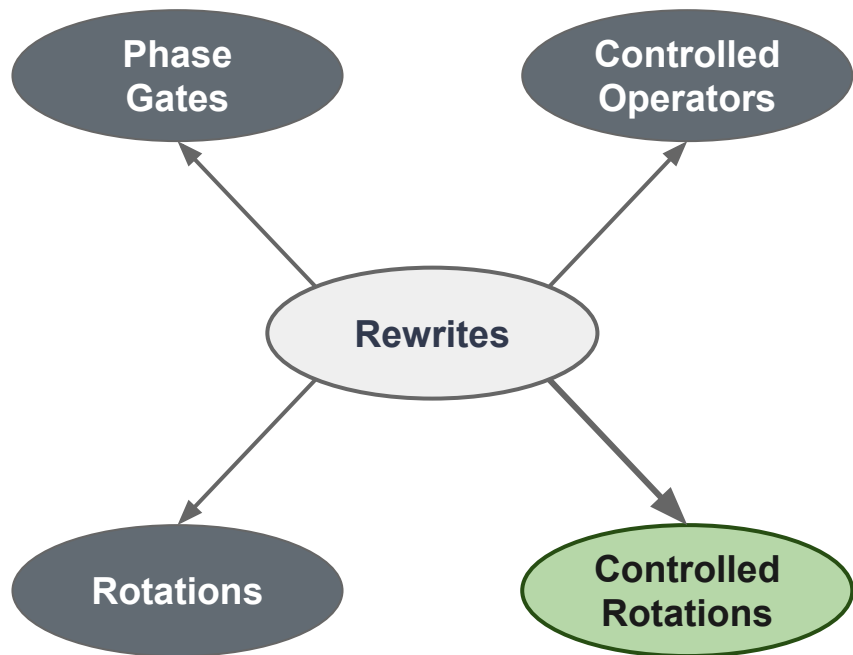 Phase
Gates
Controlled
Operators
Rewrites
Rotations
Controlled
Rotations